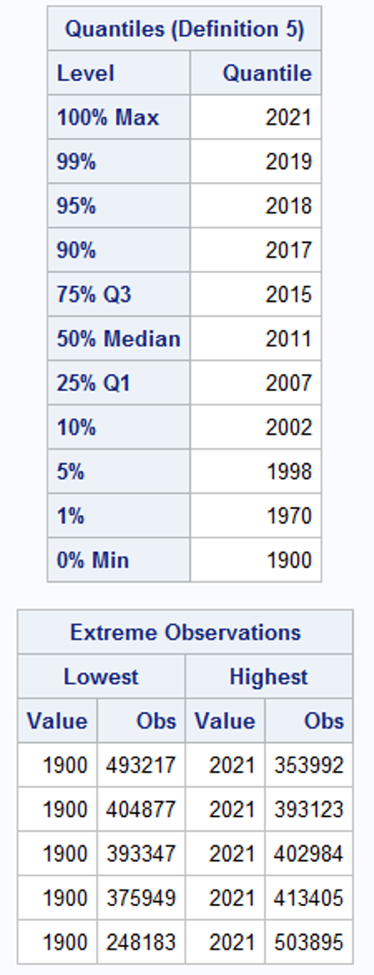 Quantiles (Definition 5)
Level Quantile
100% Max 2021
99% 2019
95% 2018
90% 2017
75% Q3 2015
50% Median 2011
25% Q1 2007
10% 2002
5% 1998
1% 1970
0% Min 1900
Extreme Observations
Lowest Highest
Value Obs Value Obs
1900 493217 2021 353992
1900 404877 2021 393123
1900 393347 2021 402984
1900 375949 2021 413405
1900 248183 2021 503895